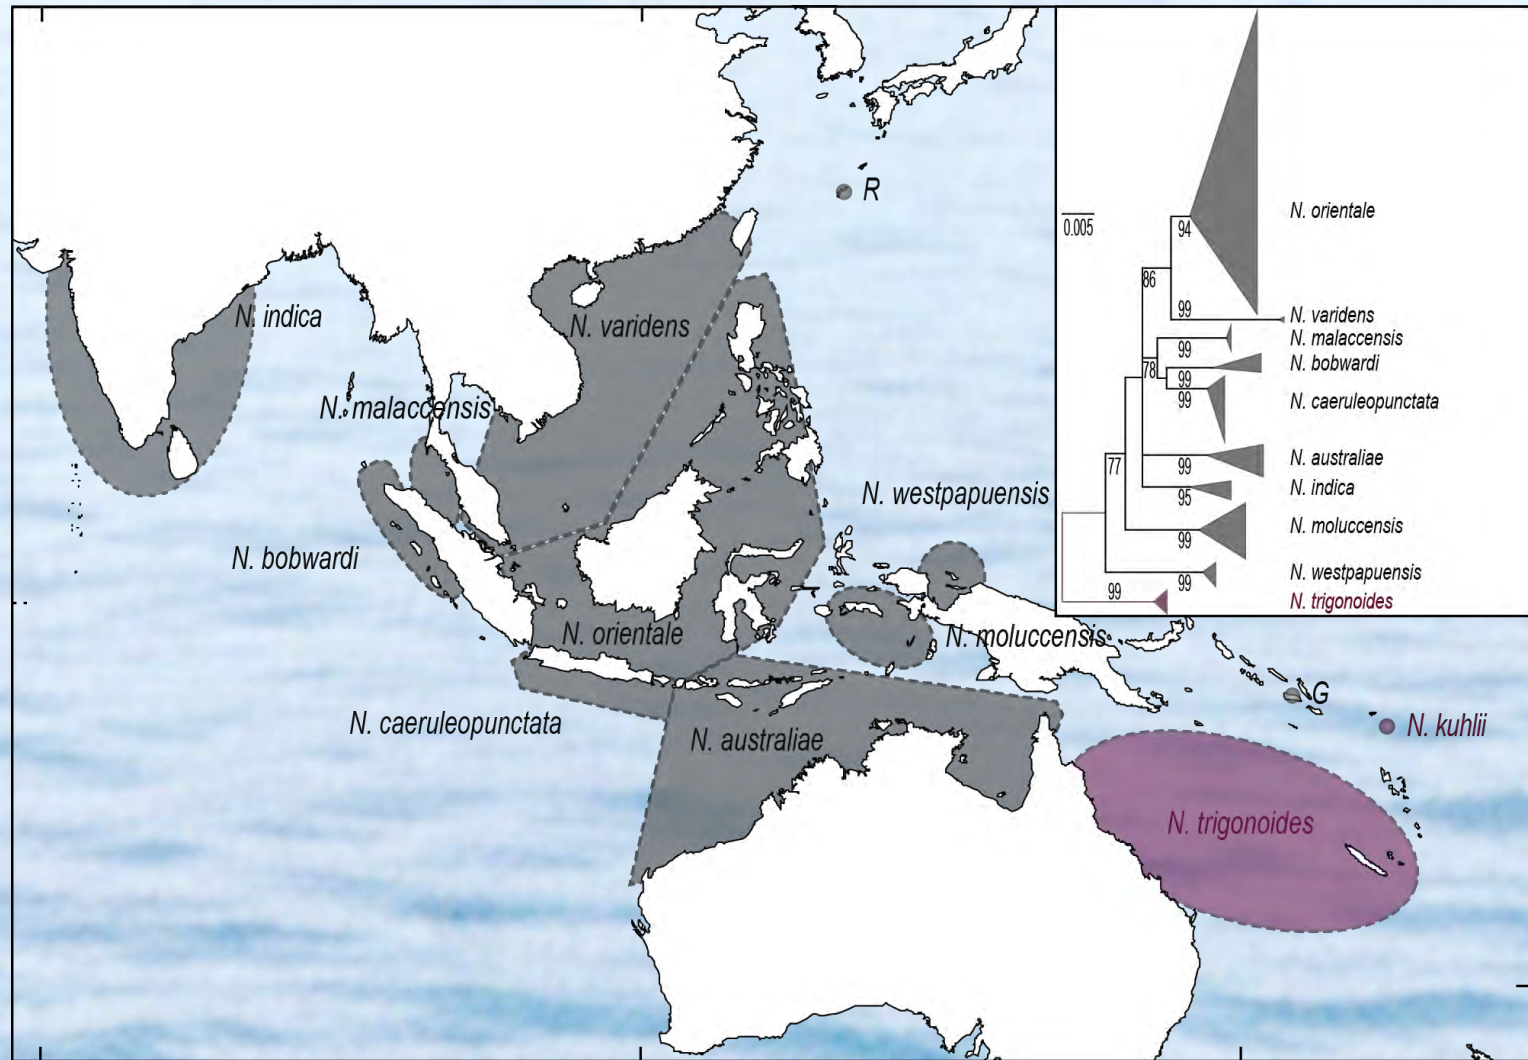 R
N. indica
N. varidens
N. malaccensis
N. westpapuensis
N. bobwardi
N. orientale
N. moluccensis
G
N. caeruleopunctata
N. australiae
N. kuhlii
N. trigonoides
0.005
94
N. orientale
86
99
N. varidens
99
N. malaccensis
78
99
N. bobwardi
99
N. caeruleopunctata
77
99
N. australiae
95
N. indica
99
N. moluccensis
99
N. westpapuensis
99
N. trigonoides